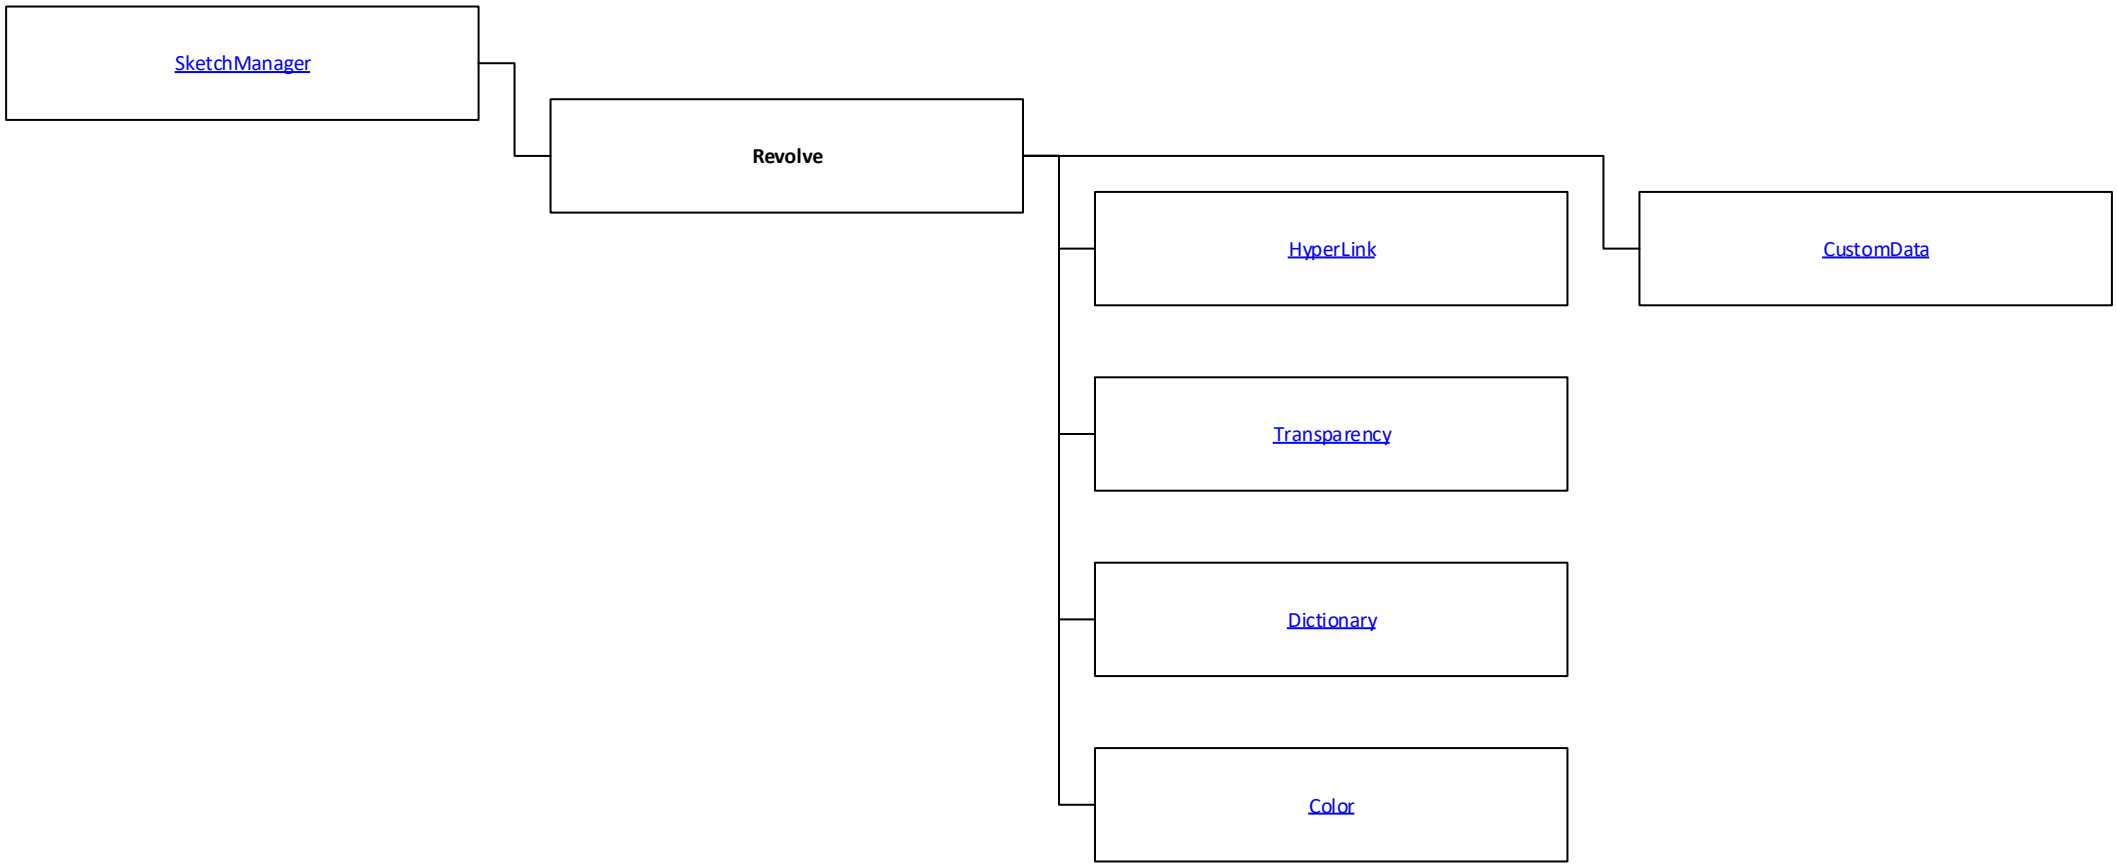 SketchManager
Revolve
HyperLink
CustomData
Transparency
Dictionary
Color